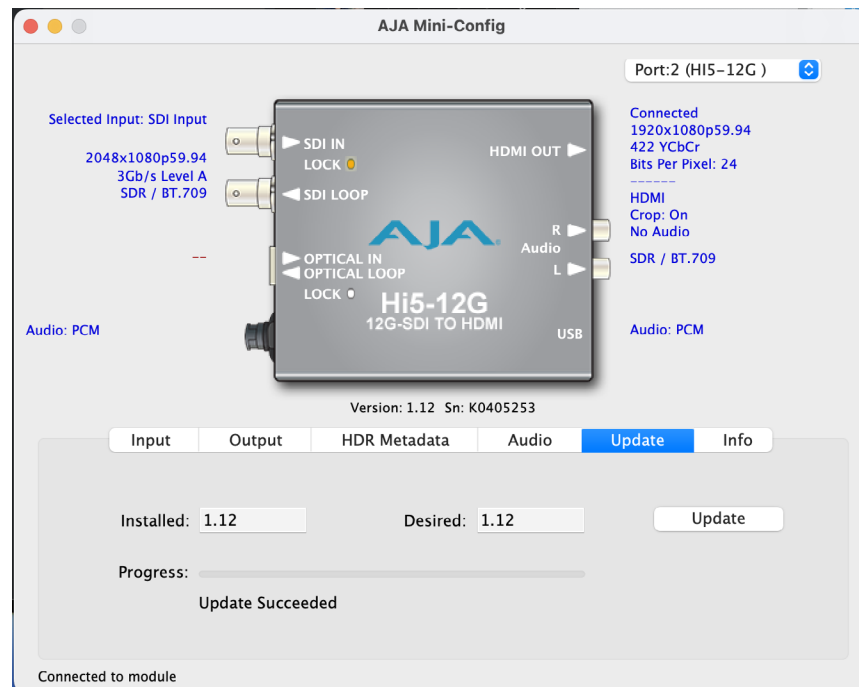 AJA Mini-Config
Port:2 (HI5-12G )
Selected Input: SDI Input
2048x1080p59.94
3Gb/s Level A
SDR / BT.709
--
Audio: PCM
SDI IN
LOCK
SDI LOOP
OPTICAL IN
OPTICAL LOOP
LOCK
HDMI OUT
AJA
R
Audio
L
Hi5-12G
12G-SDI TO HDMI
USB
Connected
1920x1080p59.94
422 YCbCr
Bits Per Pixel: 24
------
HDMI
Crop: On
No Audio
SDR / BT.709
Audio: PCM
Version: 1.12 Sn: K0405253
Input Output HDR Metadata Audio Update Info
Installed: 1.12 Desired: 1.12 Update
Progress:
Update Succeeded
Connected to module